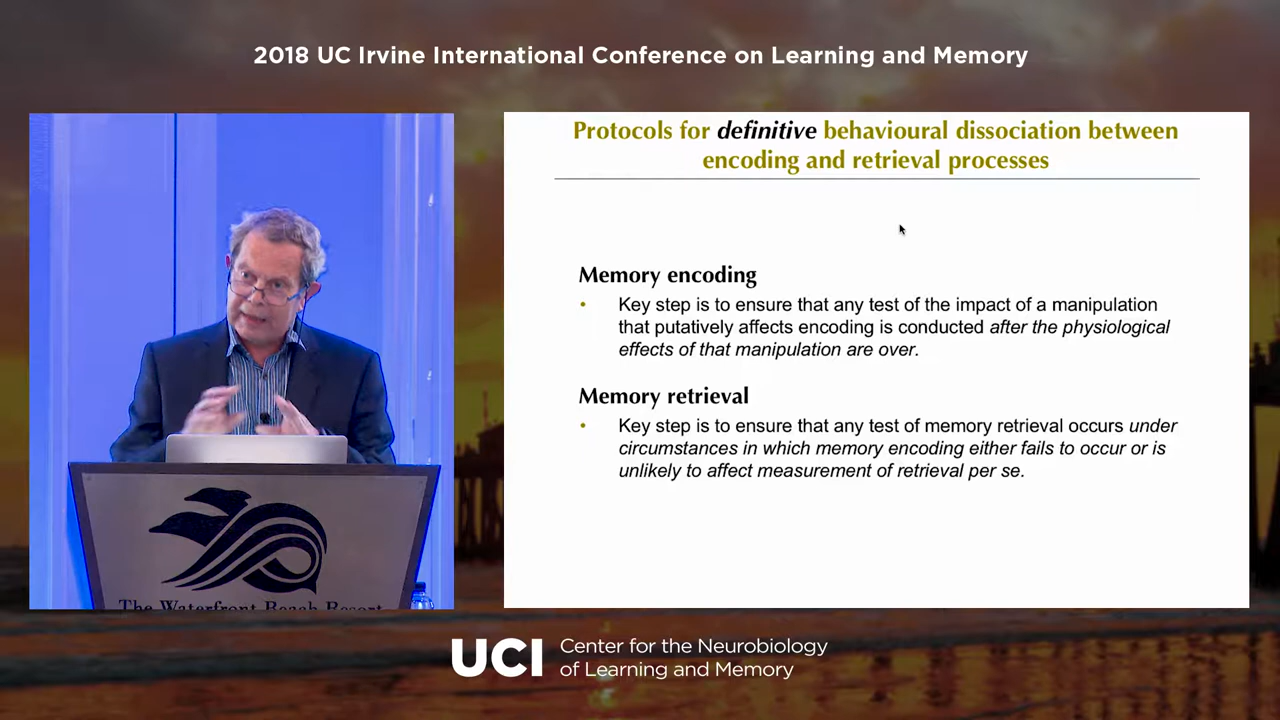 2018 UC Irvine International Conference on Learning and Memory
Protocols for definitive behavioural dissociation between
encoding and retrieval processes
Memory encoding
• Key step is to ensure that any test of the impact of a manipulation
that putatively affects encoding is conducted after the physiological
effects of that manipulation are over.
Memory retrieval
• Key step is to ensure that any test of memory retrieval occurs under
circumstances in which memory encoding either fails to occur or is
unlikely to affect measurement of retrieval per se.
The Waterfront Beach Resort
UCI Center for the Neurobiology
of Learning and Memory